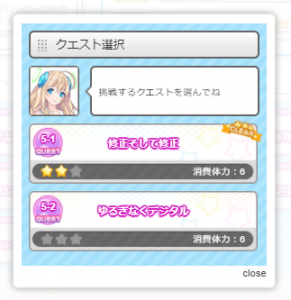 クエスト選択
挑戦するクエストを選んでね
CLEAR
5-1
QUEST
修正そして修正
消費体力：6
5-2
QUEST
ゆるぎなくデジタル
消費体力：6
close